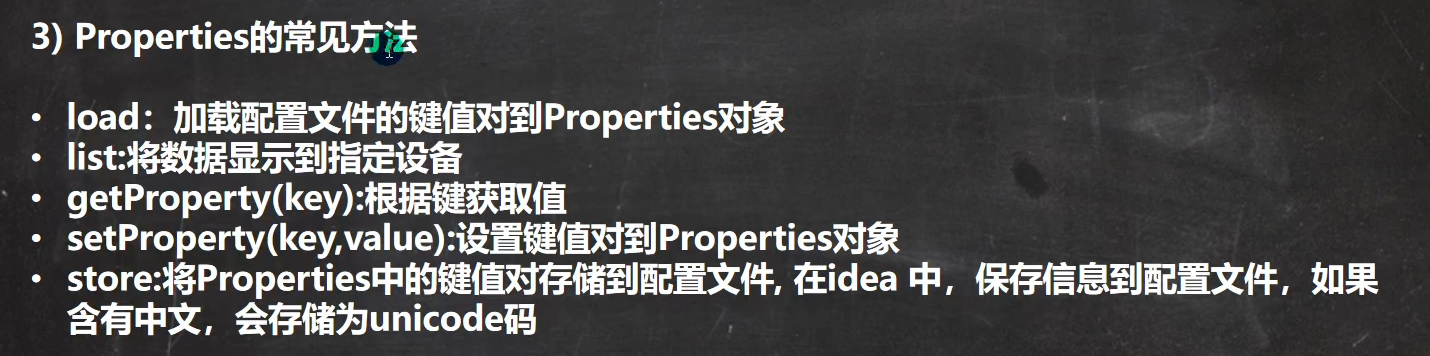 3) Properties的常见方法
• load：加载配置文件的键值对到Properties对象
• list:将数据显示到指定设备
• getProperty(key):根据键获取值
• setProperty(key,value):设置键值对到Properties对象
• store:将Properties中的键值对存储到配置文件, 在idea 中，保存信息到配置文件，如果
含有中文，会存储为unicode码